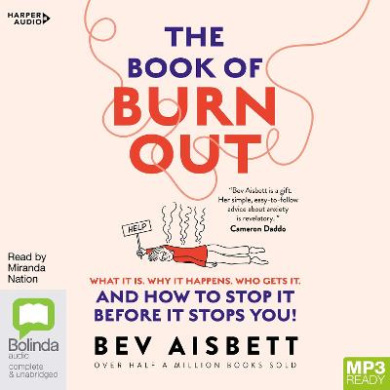 HARPER
AUDIO
THE
BOOK OF
BURN
OUT
"Bev Aisbett is a gift.
Her simple, easy-to-follow
advice about anxiety
is revelatory. "
Cameron Daddo
HELP
Read by
Miranda
Nation
WHAT IT IS. WHY IT HAPPENS. WHO GETS IT.
AND HOW TO STOP IT
BEFORE IT STOPS YOU!
BEV AISBETT
OVER HALF A MILLION BOOKS SOLD
Bolinda
audio
complete
& unabridged
MP3
READY